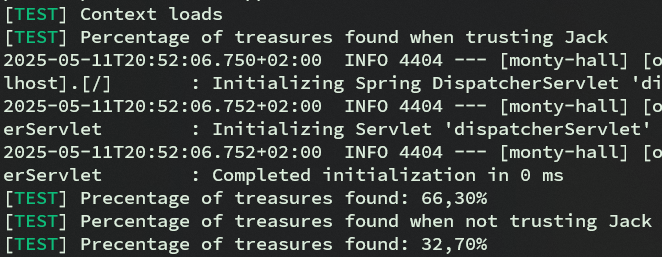 [TEST] Context loads
[TEST] Percentage of treasures found when trusting Jack
2025-05-11T20:52:06.750+02:00  INFO 4404 --- [monty-hall] [o
lhost].[/]       : Initializing Spring DispatcherServlet 'di
2025-05-11T20:52:06.752+02:00  INFO 4404 --- [monty-hall] [o
erServlet        : Initializing Servlet 'dispatcherServlet'
2025-05-11T20:52:06.752+02:00  INFO 4404 --- [monty-hall] [o
erServlet        : Completed initialization in 0 ms
[TEST] Precentage of treasures found: 66,30%
[TEST] Percentage of treasures found when not trusting Jack
[TEST] Precentage of treasures found: 32,70%